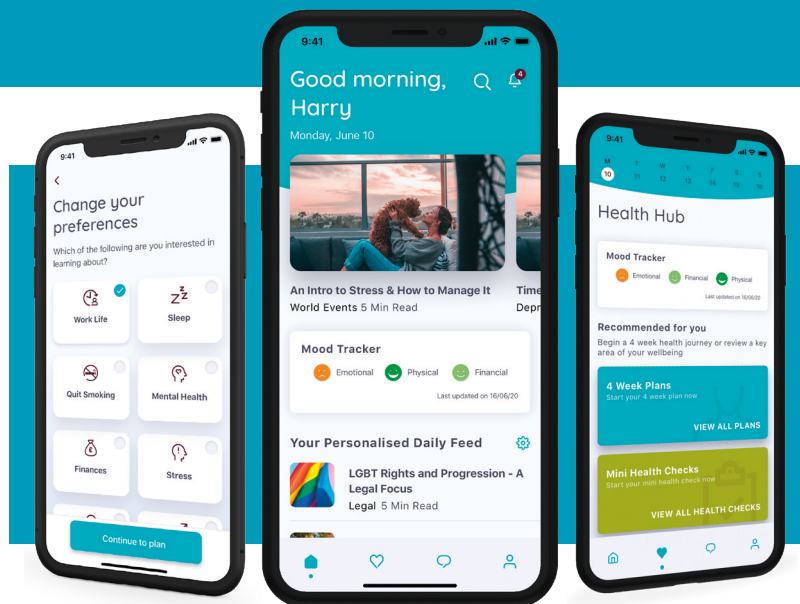 9:41
Change your
preferences
Which of the following are you interested in
learning about?
Work Life
Sleep
Quit Smoking
Mental Health
Finances
Stress
Continue to plan
9:41
Good morning,
Harry
4
Monday, June 10
An Intro to Stress & How to Manage It
World Events 5 Min Read
Time
Depr
Mood Tracker
Emotional
Physical
Financial
Last updated on 16/06/20
Your Personalised Daily Feed
LGBT Rights and Progression - A
Legal Focus
Legal 5 Min Read
9:41
M T W T F S S
10 11 12 13 14 15 16
Health Hub
Mood Tracker
Emotional
Financial
Physical
Last updated on 16/06/20
Recommended for you
Begin a 4 week health journey or review a key
area of your wellbeing
4 Week Plans
Start your 4 week plan now
VIEW ALL PLANS
Mini Health Checks
Start your mini health check now
VIEW ALL HEALTH CHECKS